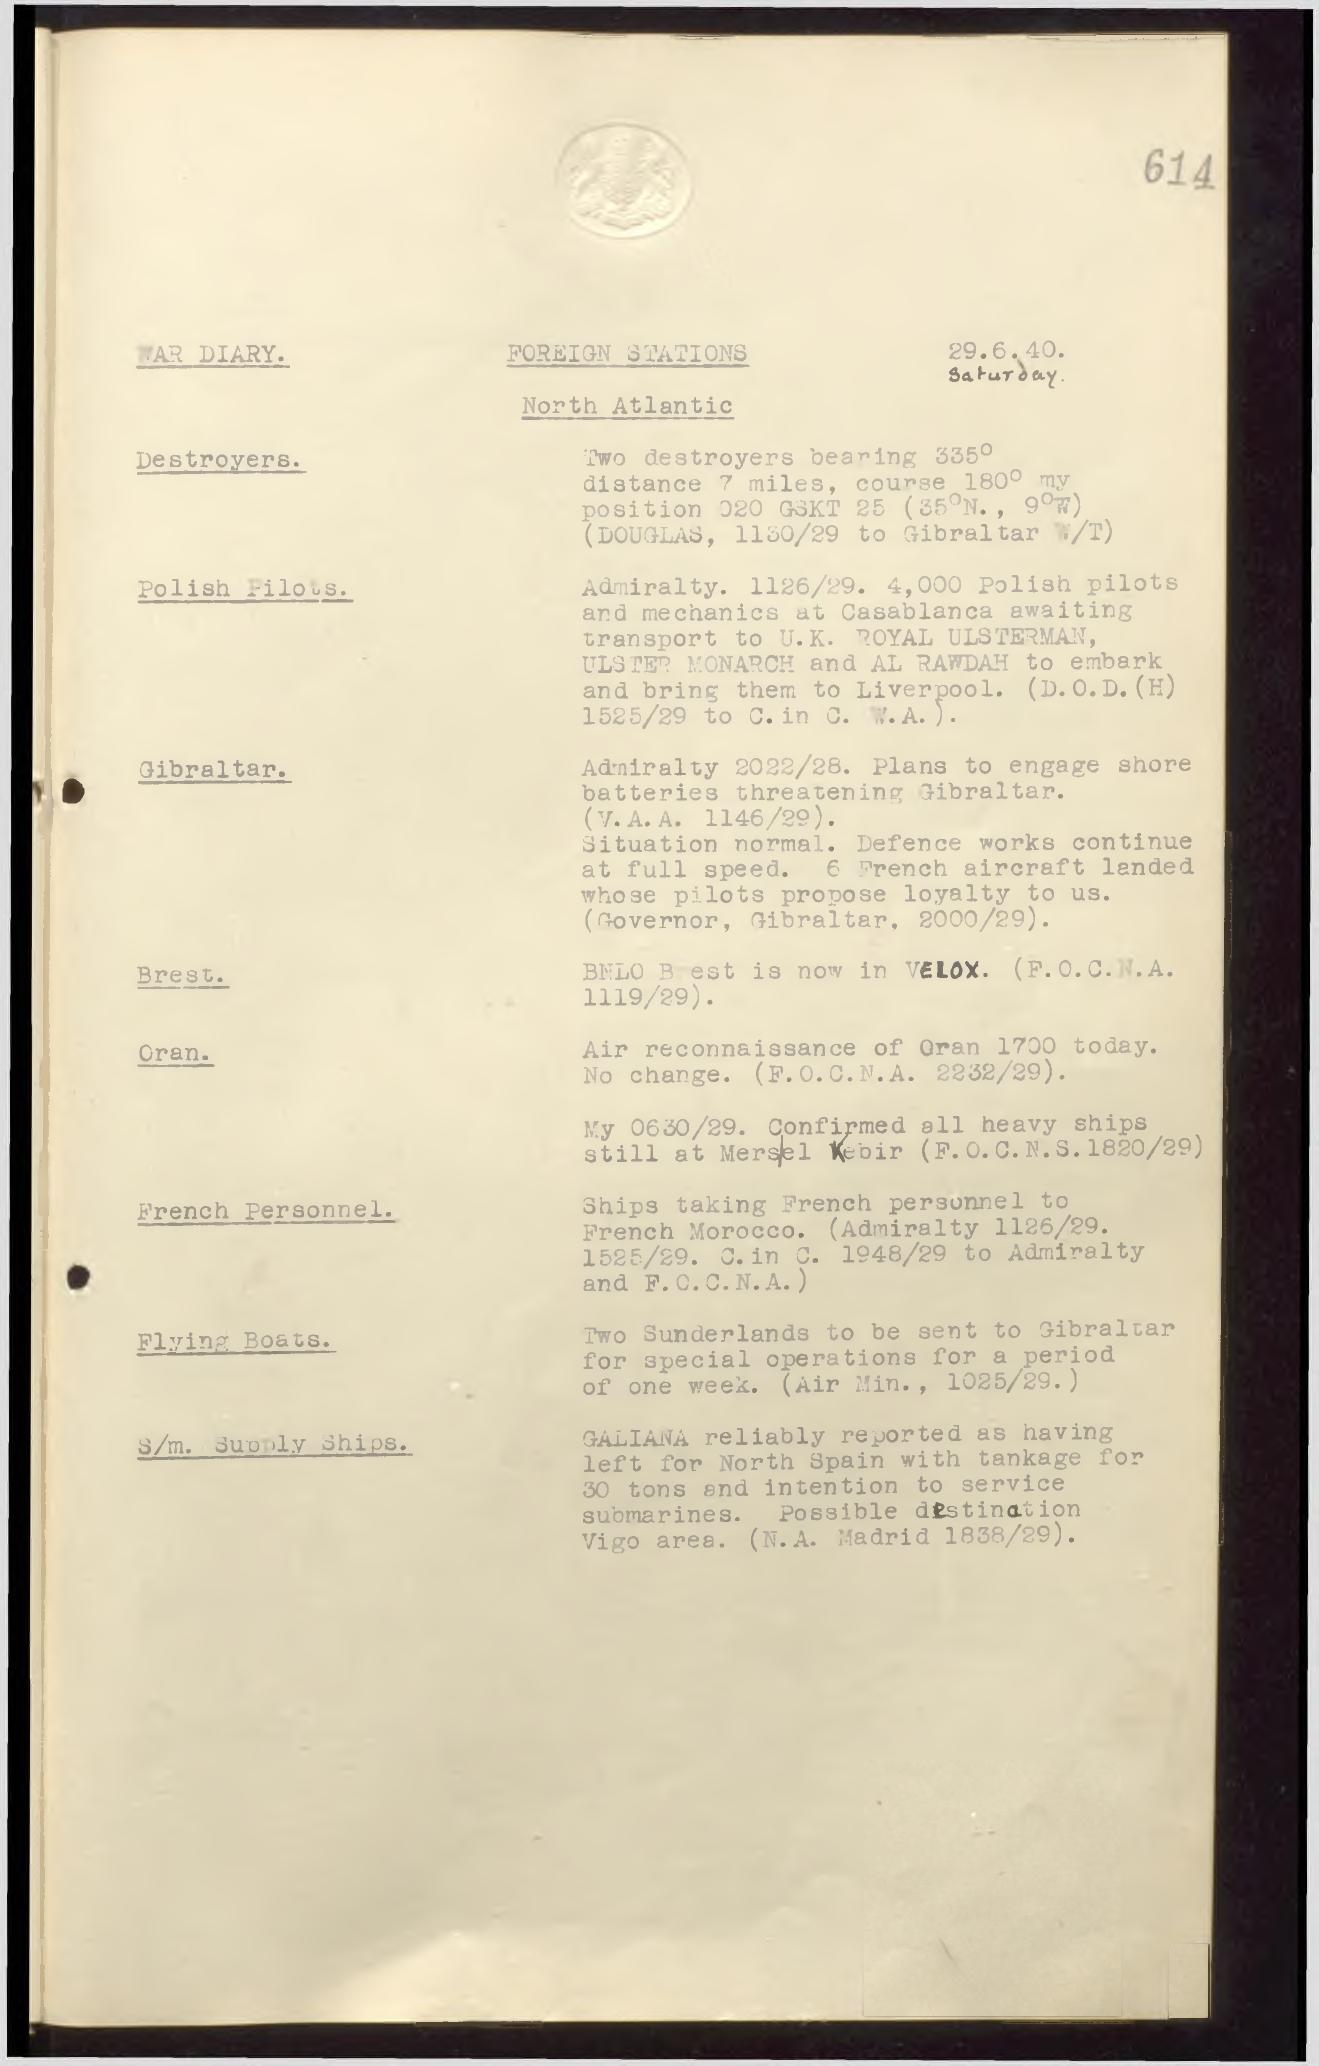 614
WAR DIARY. FOREIGN STATIONS 29.6.40.
Saturday.
North Atlantic
Destroyers. Two destroyers bearing 335°
distance 7 miles, course 180° my
position 020 GSKT 25 (35°N., 9°W)
(DOUGLAS, 1130/29 to Gibraltar W/T)
Polish Pilots. Admiralty. 1126/29. 4,000 Polish pilots
and mechanics at Casablanca awaiting
transport to U.K. ROYAL ULSTERMAN,
ULSTER MONARCH and AL RAWDAH to embark
and bring them to Liverpool. (D.O.D.(H)
1525/29 to C.in C. W.A.).
Gibraltar. Admiralty 2022/28. Plans to engage shore
batteries threatening Gibraltar.
(V.A.A. 1146/29).
Situation normal. Defence works continue
at full speed. 6 French aircraft landed
whose pilots propose loyalty to us.
(Governor, Gibraltar, 2000/29).
Brest. BNLO Brest is now in VELOX. (F.O.C.N.A.
1119/29).
Oran. Air reconnaissance of Oran 1700 today.
No change. (F.O.C.N.A. 2232/29).
My 0630/29. Confirmed all heavy ships
still at Mersel Kebir (F.O.C.N.S.1820/29)
French Personnel. Ships taking French personnel to
French Morocco. (Admiralty 1126/29.
1525/29. C.in C. 1948/29 to Admiralty
and F.O.C.N.A.)
Flying Boats. Two Sunderlands to be sent to Gibraltar
for special operations for a period
of one week. (Air Min., 1025/29.)
S/m. Supply Ships. GALIANA reliably reported as having
left for North Spain with tankage for
30 tons and intention to service
submarines. Possible destination
Vigo area. (N.A. Madrid 1838/29).